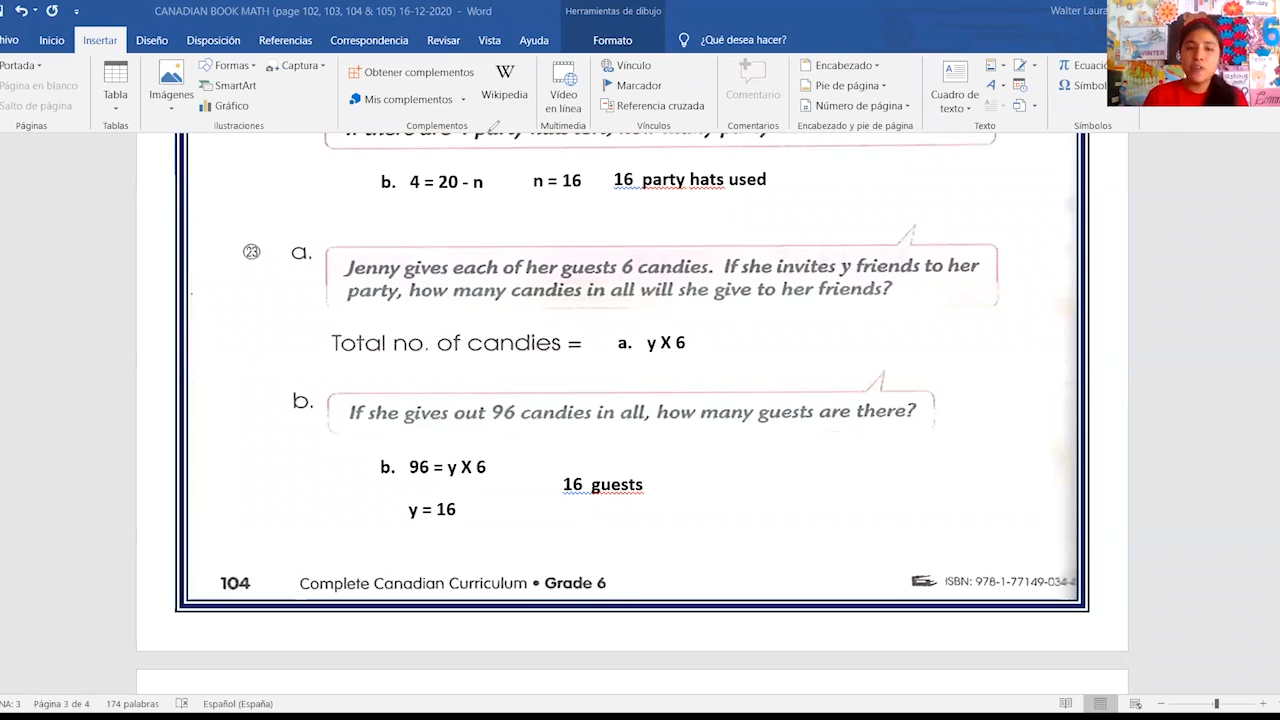 CANADIAN BOOK MATH (page 102, 103, 104 & 105) 16-12-2020 - Word
Herramientas de dibujo
Walter Laura
hivo Inicio Insertar Diseño Disposición Referencias Correspondencia Revisar Vista Ayuda Formato ¿Qué desea hacer?
Portada
Página en blanco
Salto de página
Páginas
Tabla
Tablas
Imágenes
Formas
SmartArt
Gráfico
Captura
Ilustraciones
Obtener complementos
Mis complementos
Wikipedia
Complementos
Vídeo
en línea
Multimedia
Vínculo
Marcador
Referencia cruzada
Vínculos
Comentario
Comentarios
Encabezado
Pie de página
Número de página
Encabezado y pie de página
Cuadro de
texto
Texto
Ecuació
Símbol
Símbolos
WINTER
6
b. 4 = 20 - n n = 16 16 party hats used
23 a. Jenny gives each of her guests 6 candies. If she invites y friends to her
party, how many candies in all will she give to her friends?
Total no. of candies = a. y X 6
b. If she gives out 96 candies in all, how many guests are there?
b. 96 = y X 6
16 guests
y = 16
104 Complete Canadian Curriculum • Grade 6 ISBN: 978-1-77149-034-4
NA: 3 Página 3 de 4 174 palabras Español (España)